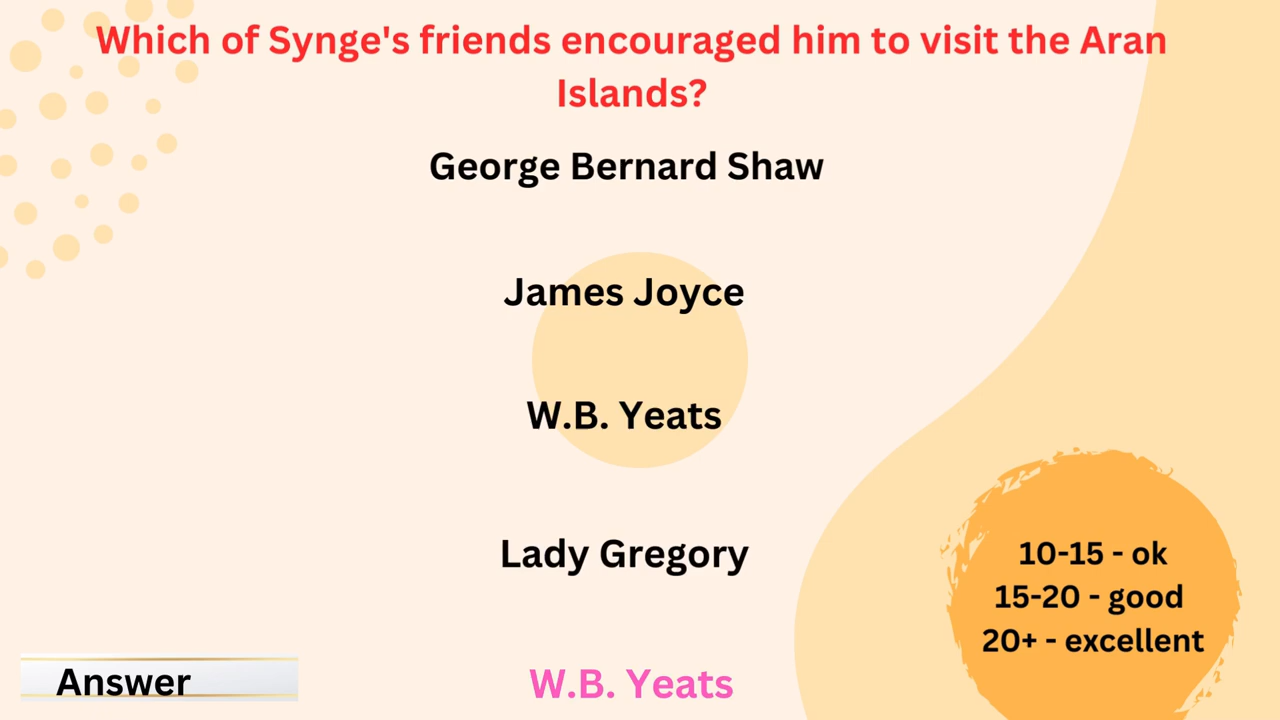 Which of Synge's friends encouraged him to visit the Aran
Islands?
George Bernard Shaw
James Joyce
W.B. Yeats
Lady Gregory
10-15 - ok
15-20 - good
20+ - excellent
Answer
W.B. Yeats